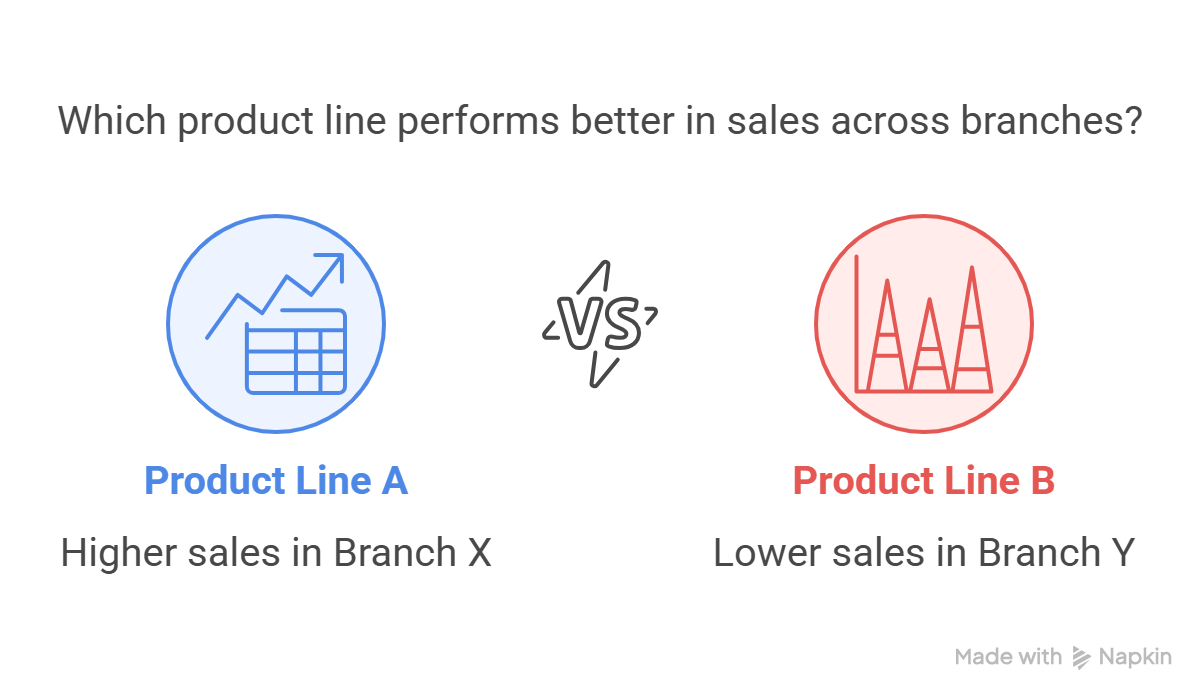 Which product line performs better in sales across branches?
VS
Product Line A
Product Line B
Higher sales in Branch X
Lower sales in Branch Y
Made with Napkin